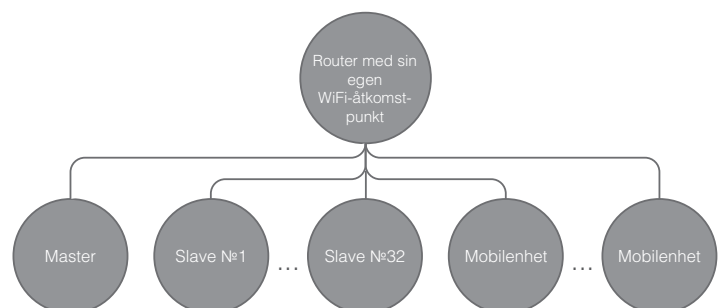 Router med sin
egen
WiFi-åtkomst-
punkt
Master
Slave №1
...
Slave №32
Mobilenhet
...
Mobilenhet